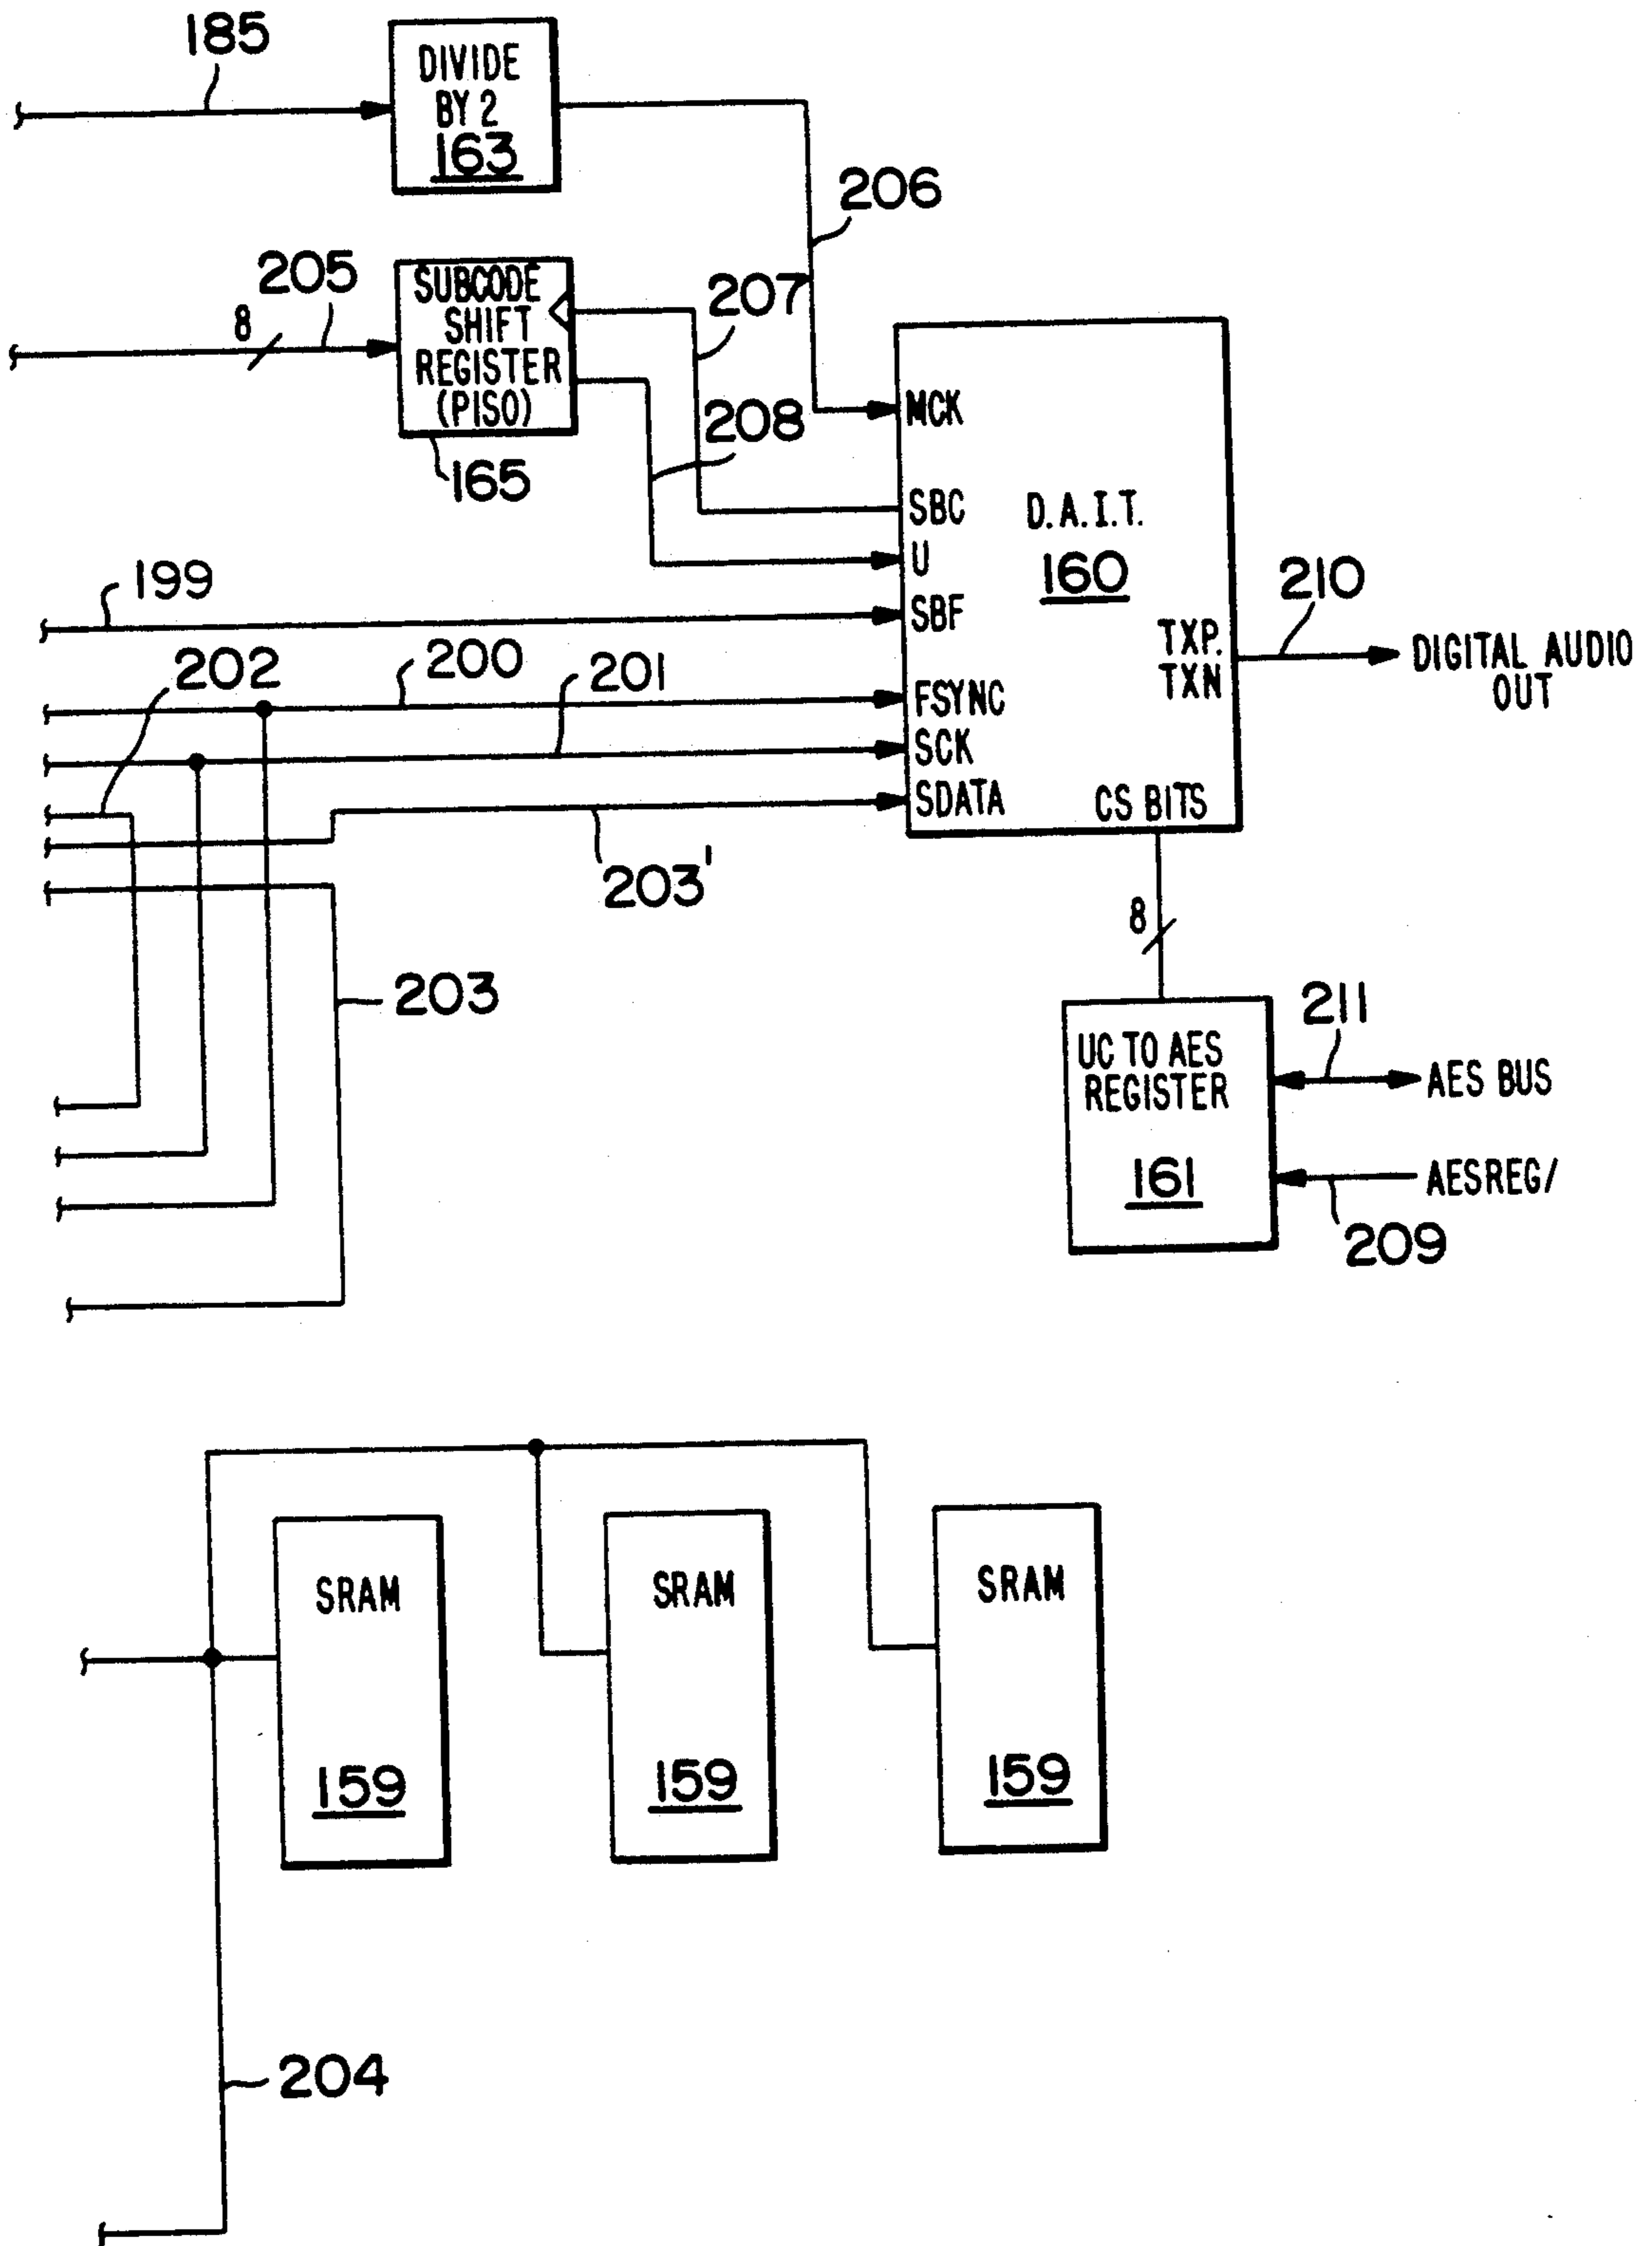 185
DIVIDE
BY 2
163
206
205
8
SUBCODE
SHIFT
REGISTER
(PISO)
165
207
208
MCK
SBC
U
SBF
FSYNC
SCK
SDATA
D.A.I.T.
160
TXP.
TXN
CS BITS
210
DIGITAL AUDIO
OUT
199
202
200
201
203'
203
8
UC TO AES
REGISTER
161
211
AES BUS
AESREG/
209
SRAM
159
SRAM
159
SRAM
159
204